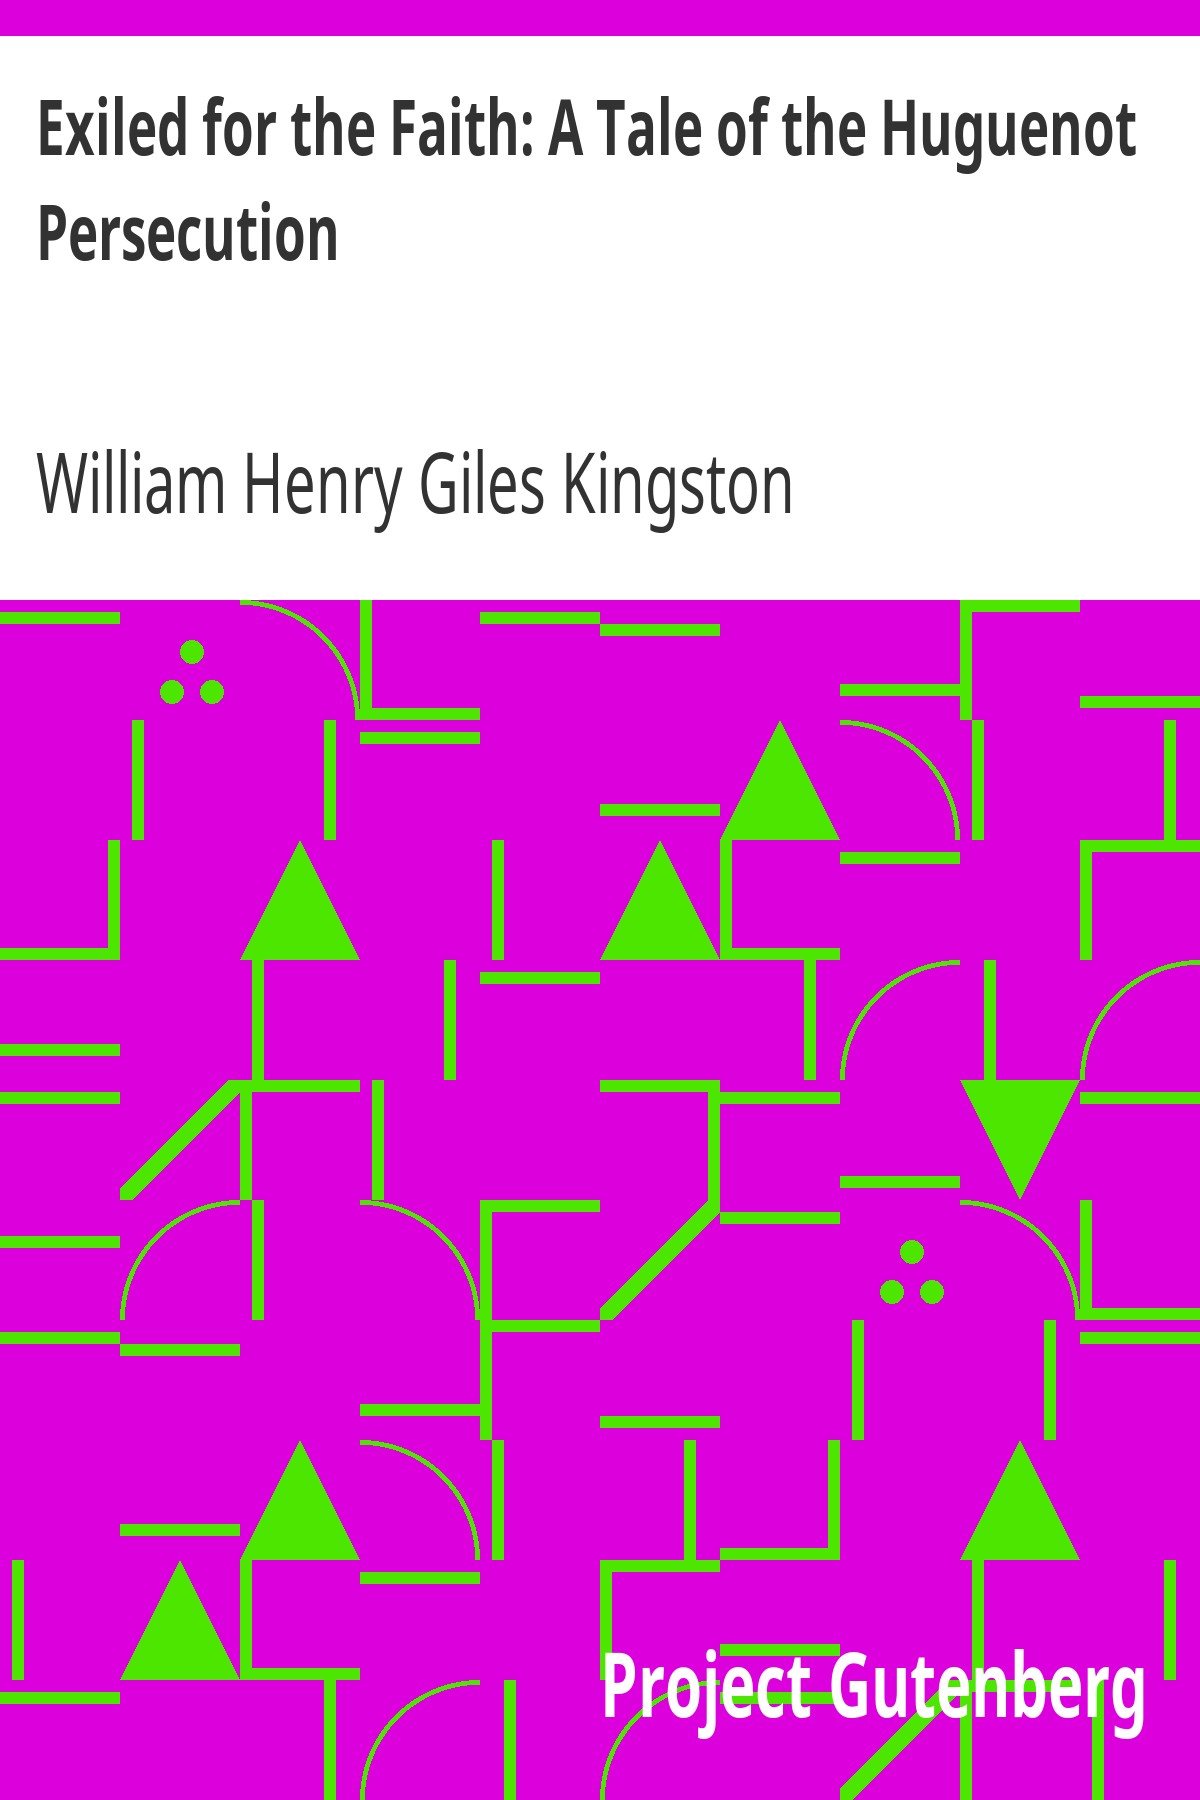 Exiled for the Faith: A Tale of the Huguenot
Persecution
William Henry Giles Kingston
Project Gutenberg